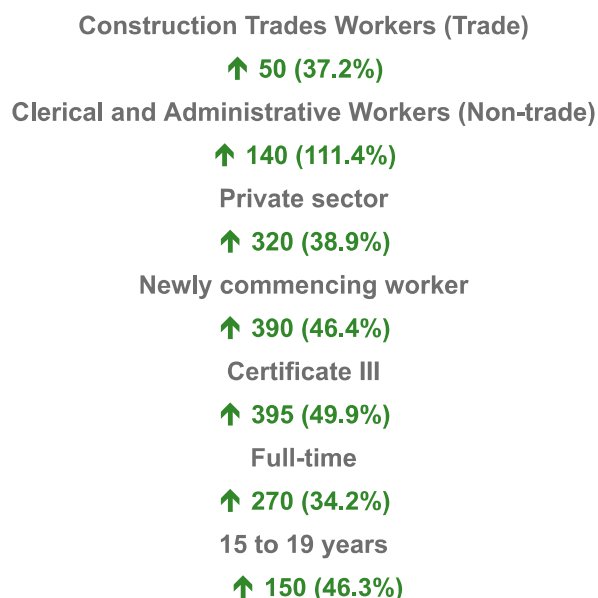 Construction Trades Workers (Trade)
↑ 50 (37.2%)
Clerical and Administrative Workers (Non-trade)
↑ 140 (111.4%)
Private sector
↑ 320 (38.9%)
Newly commencing worker
↑ 390 (46.4%)
Certificate III
↑ 395 (49.9%)
Full-time
↑ 270 (34.2%)
15 to 19 years
↑ 150 (46.3%)